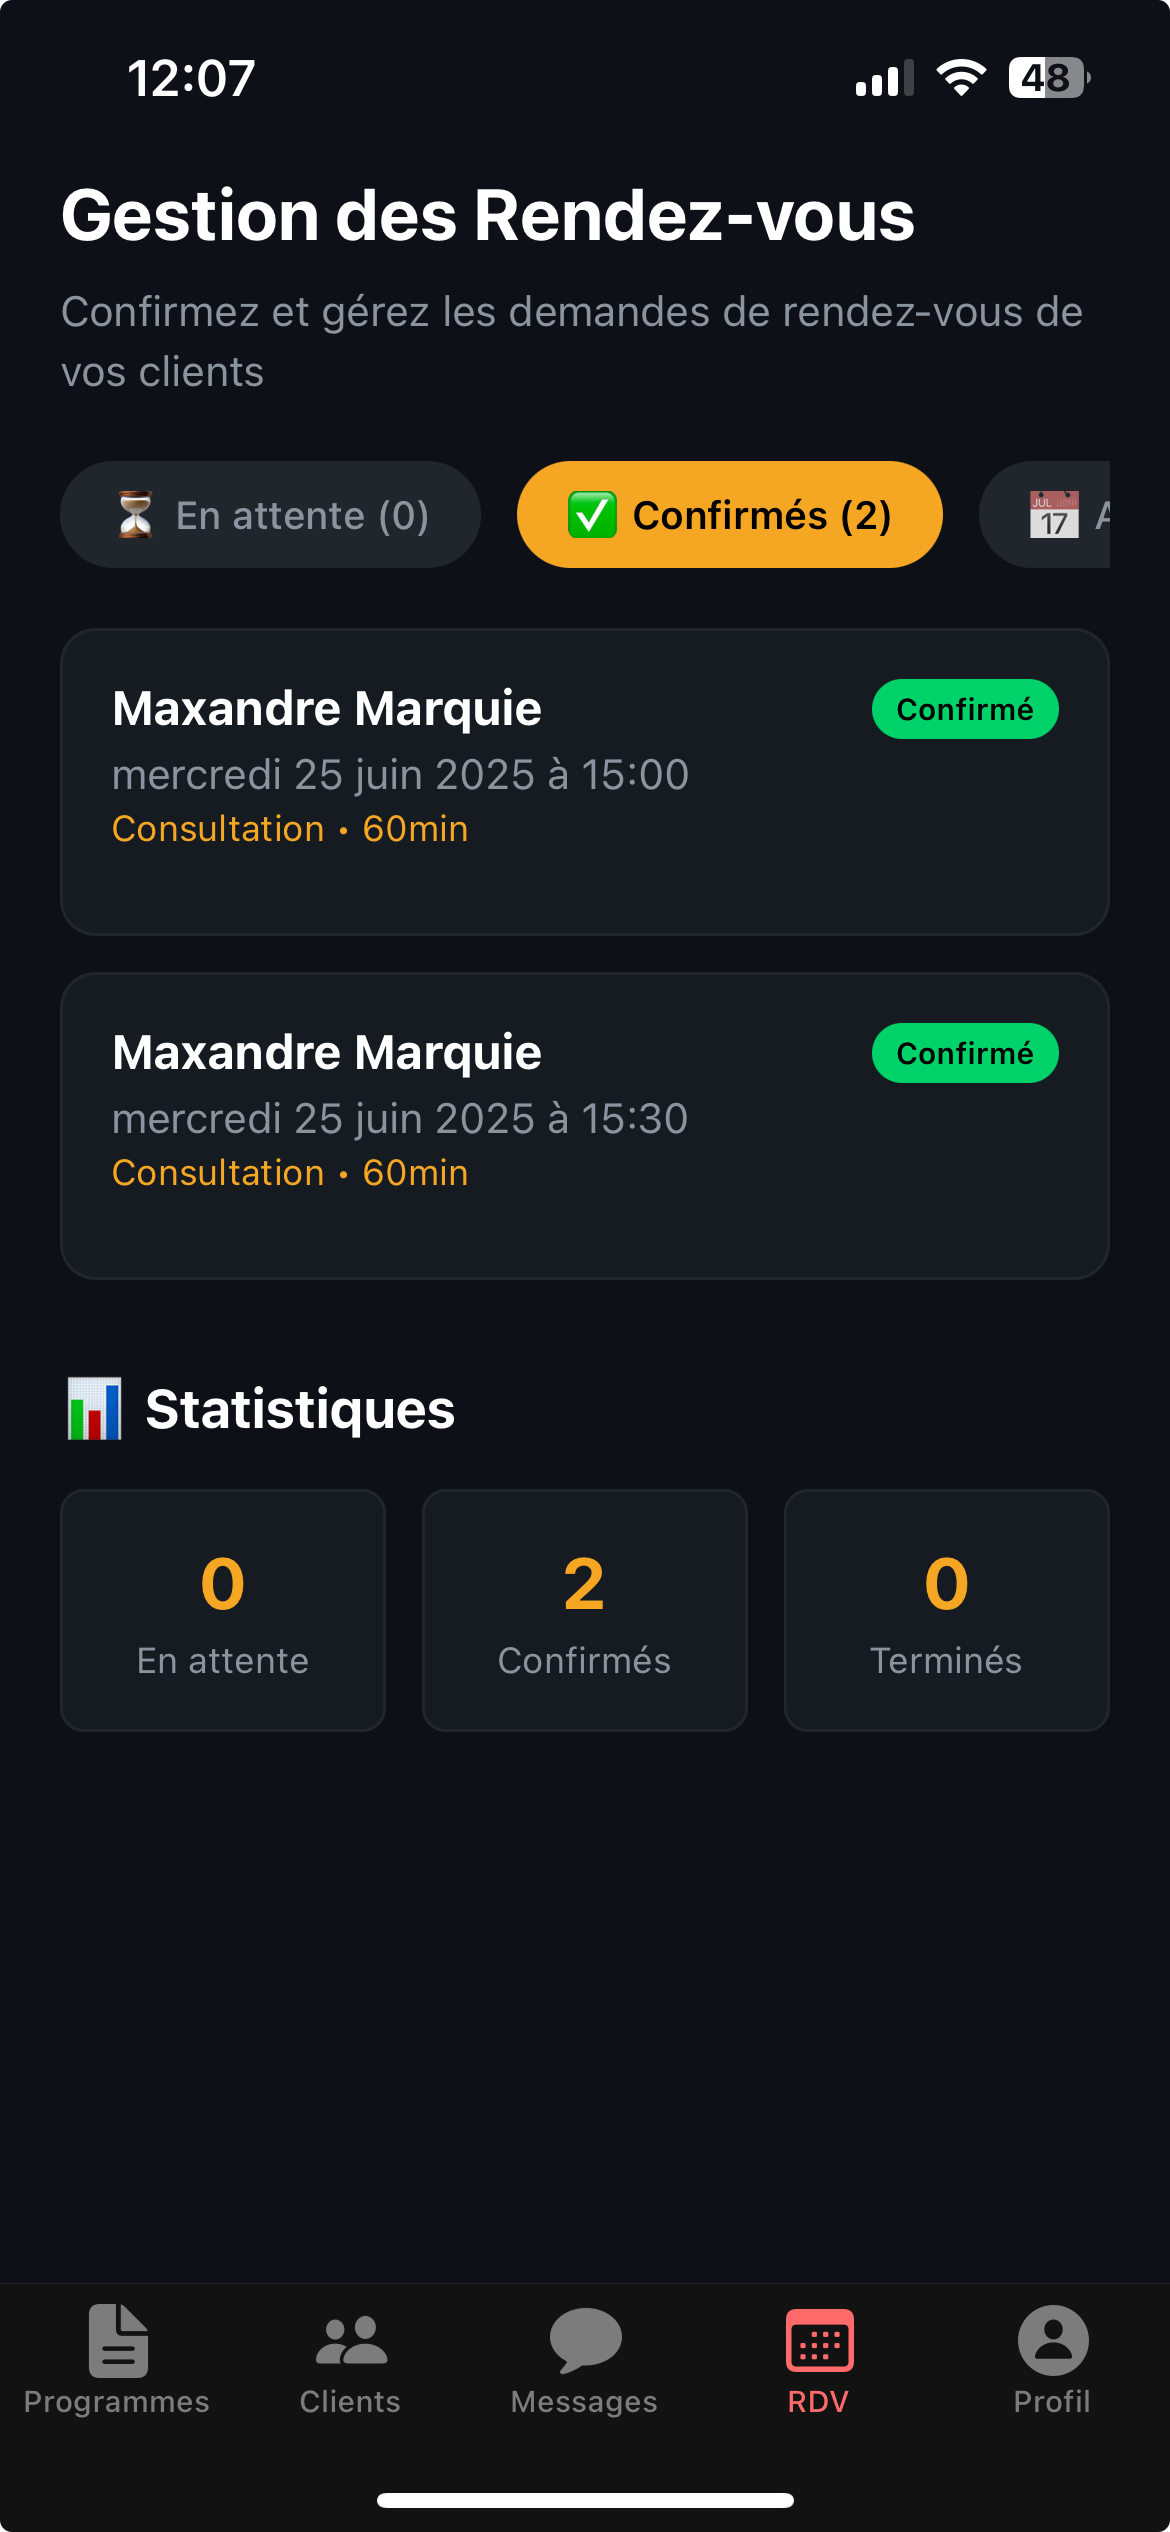 12:07
48
Gestion des Rendez-vous
Confirmez et gérez les demandes de rendez-vous de
vos clients
⏳ En attente (0)
✅ Confirmés (2)
📅 A
JUL
17
Maxandre Marquie
Confirmé
mercredi 25 juin 2025 à 15:00
Consultation • 60min
Maxandre Marquie
Confirmé
mercredi 25 juin 2025 à 15:30
Consultation • 60min
📊 Statistiques
0
En attente
2
Confirmés
0
Terminés
Programmes
Clients
Messages
RDV
Profil